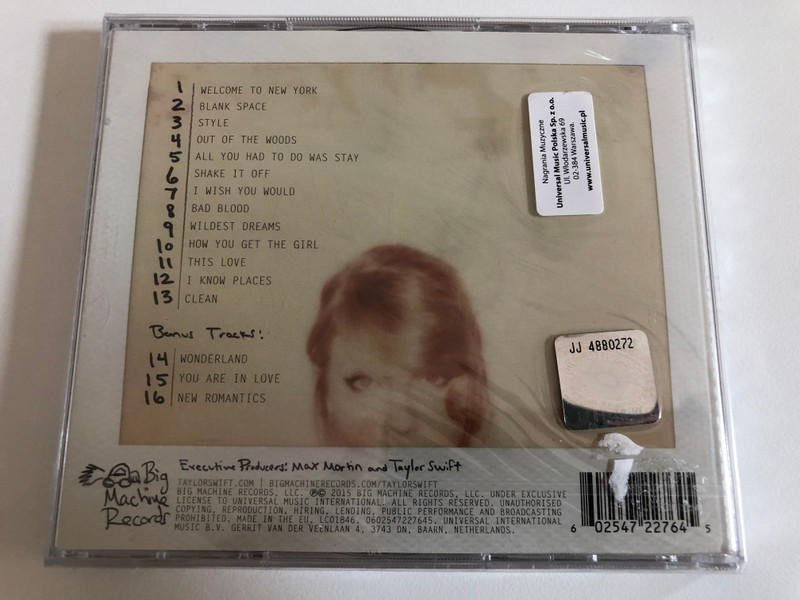 1 WELCOME TO NEW YORK
2 BLANK SPACE
3 STYLE
4 OUT OF THE WOODS
5 ALL YOU HAD TO DO WAS STAY
6 SHAKE IT OFF
7 I WISH YOU WOULD
8 BAD BLOOD
9 WILDEST DREAMS
10 HOW YOU GET THE GIRL
11 THIS LOVE
12 I KNOW PLACES
13 CLEAN
Bonus Tracks:
14 WONDERLAND
15 YOU ARE IN LOVE
16 NEW ROMANTICS
Nagrania Muzyczne
Universal Music Polska Sp. z o.o.
Ul. Włodarzewska 69
02-384 Warszawa.
www.universalmusic.pl
JJ 4880272
Big
Machine
Records
Executive Producers: Max Martin and Taylor Swift
TAYLORSWIFT.COM | BIGMACHINERECORDS.COM/TAYLORSWIFT
BIG MACHINE RECORDS, LLC. ℗© 2015 BIG MACHINE RECORDS, LLC. UNDER EXCLUSIVE
LICENSE TO UNIVERSAL MUSIC INTERNATIONAL. ALL RIGHTS RESERVED. UNAUTHORISED
COPYING, REPRODUCTION, HIRING, LENDING, PUBLIC PERFORMANCE AND BROADCASTING
PROHIBITED. MADE IN THE EU. LC01846. 0602547227645. UNIVERSAL INTERNATIONAL
MUSIC B.V. GERRIT VAN DER VEENLAAN 4, 3743 DN, BAARN, NETHERLANDS.
6 02547 22764 5